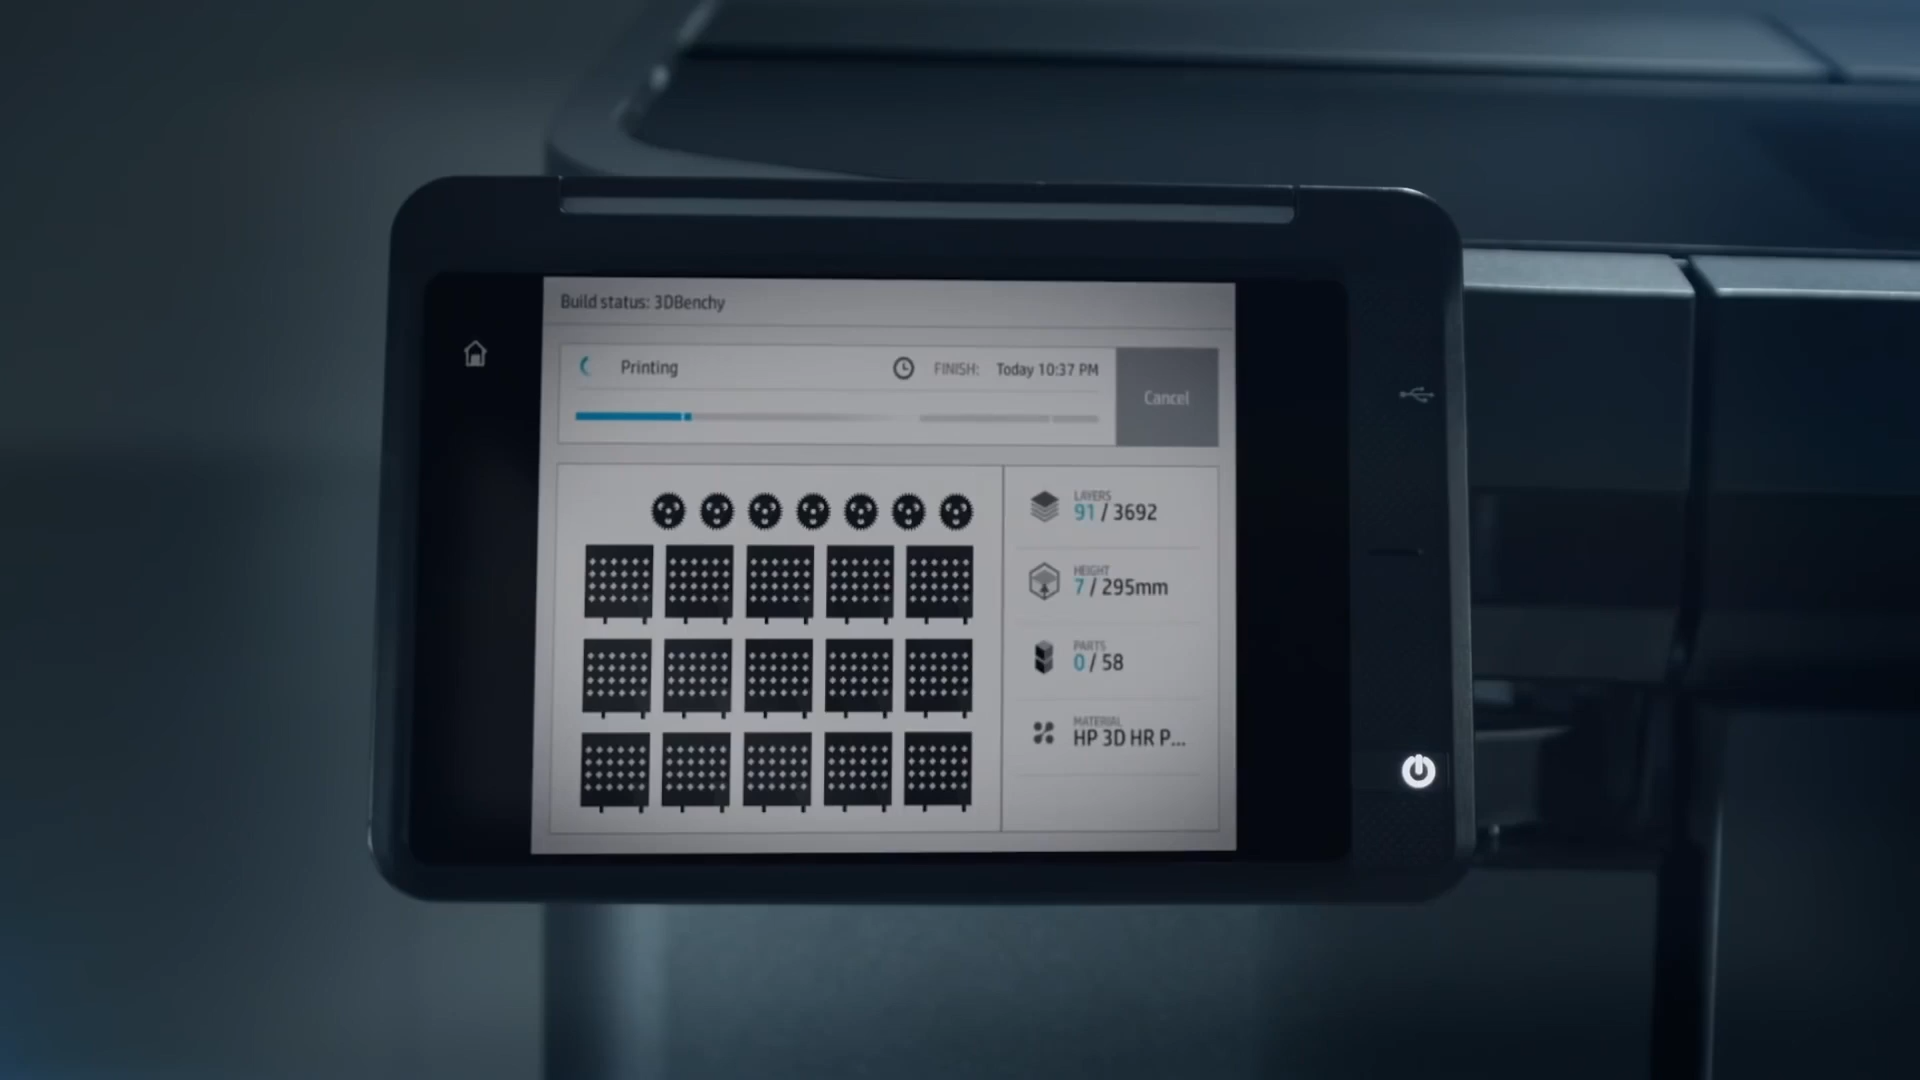 Build status: 3DBenchy
Printing
FINISH: Today 10:37 PM
Cancel
LAYERS
91 / 3692
HEIGHT
7 / 295mm
PARTS
0 / 58
MATERIAL
HP 3D HR P...